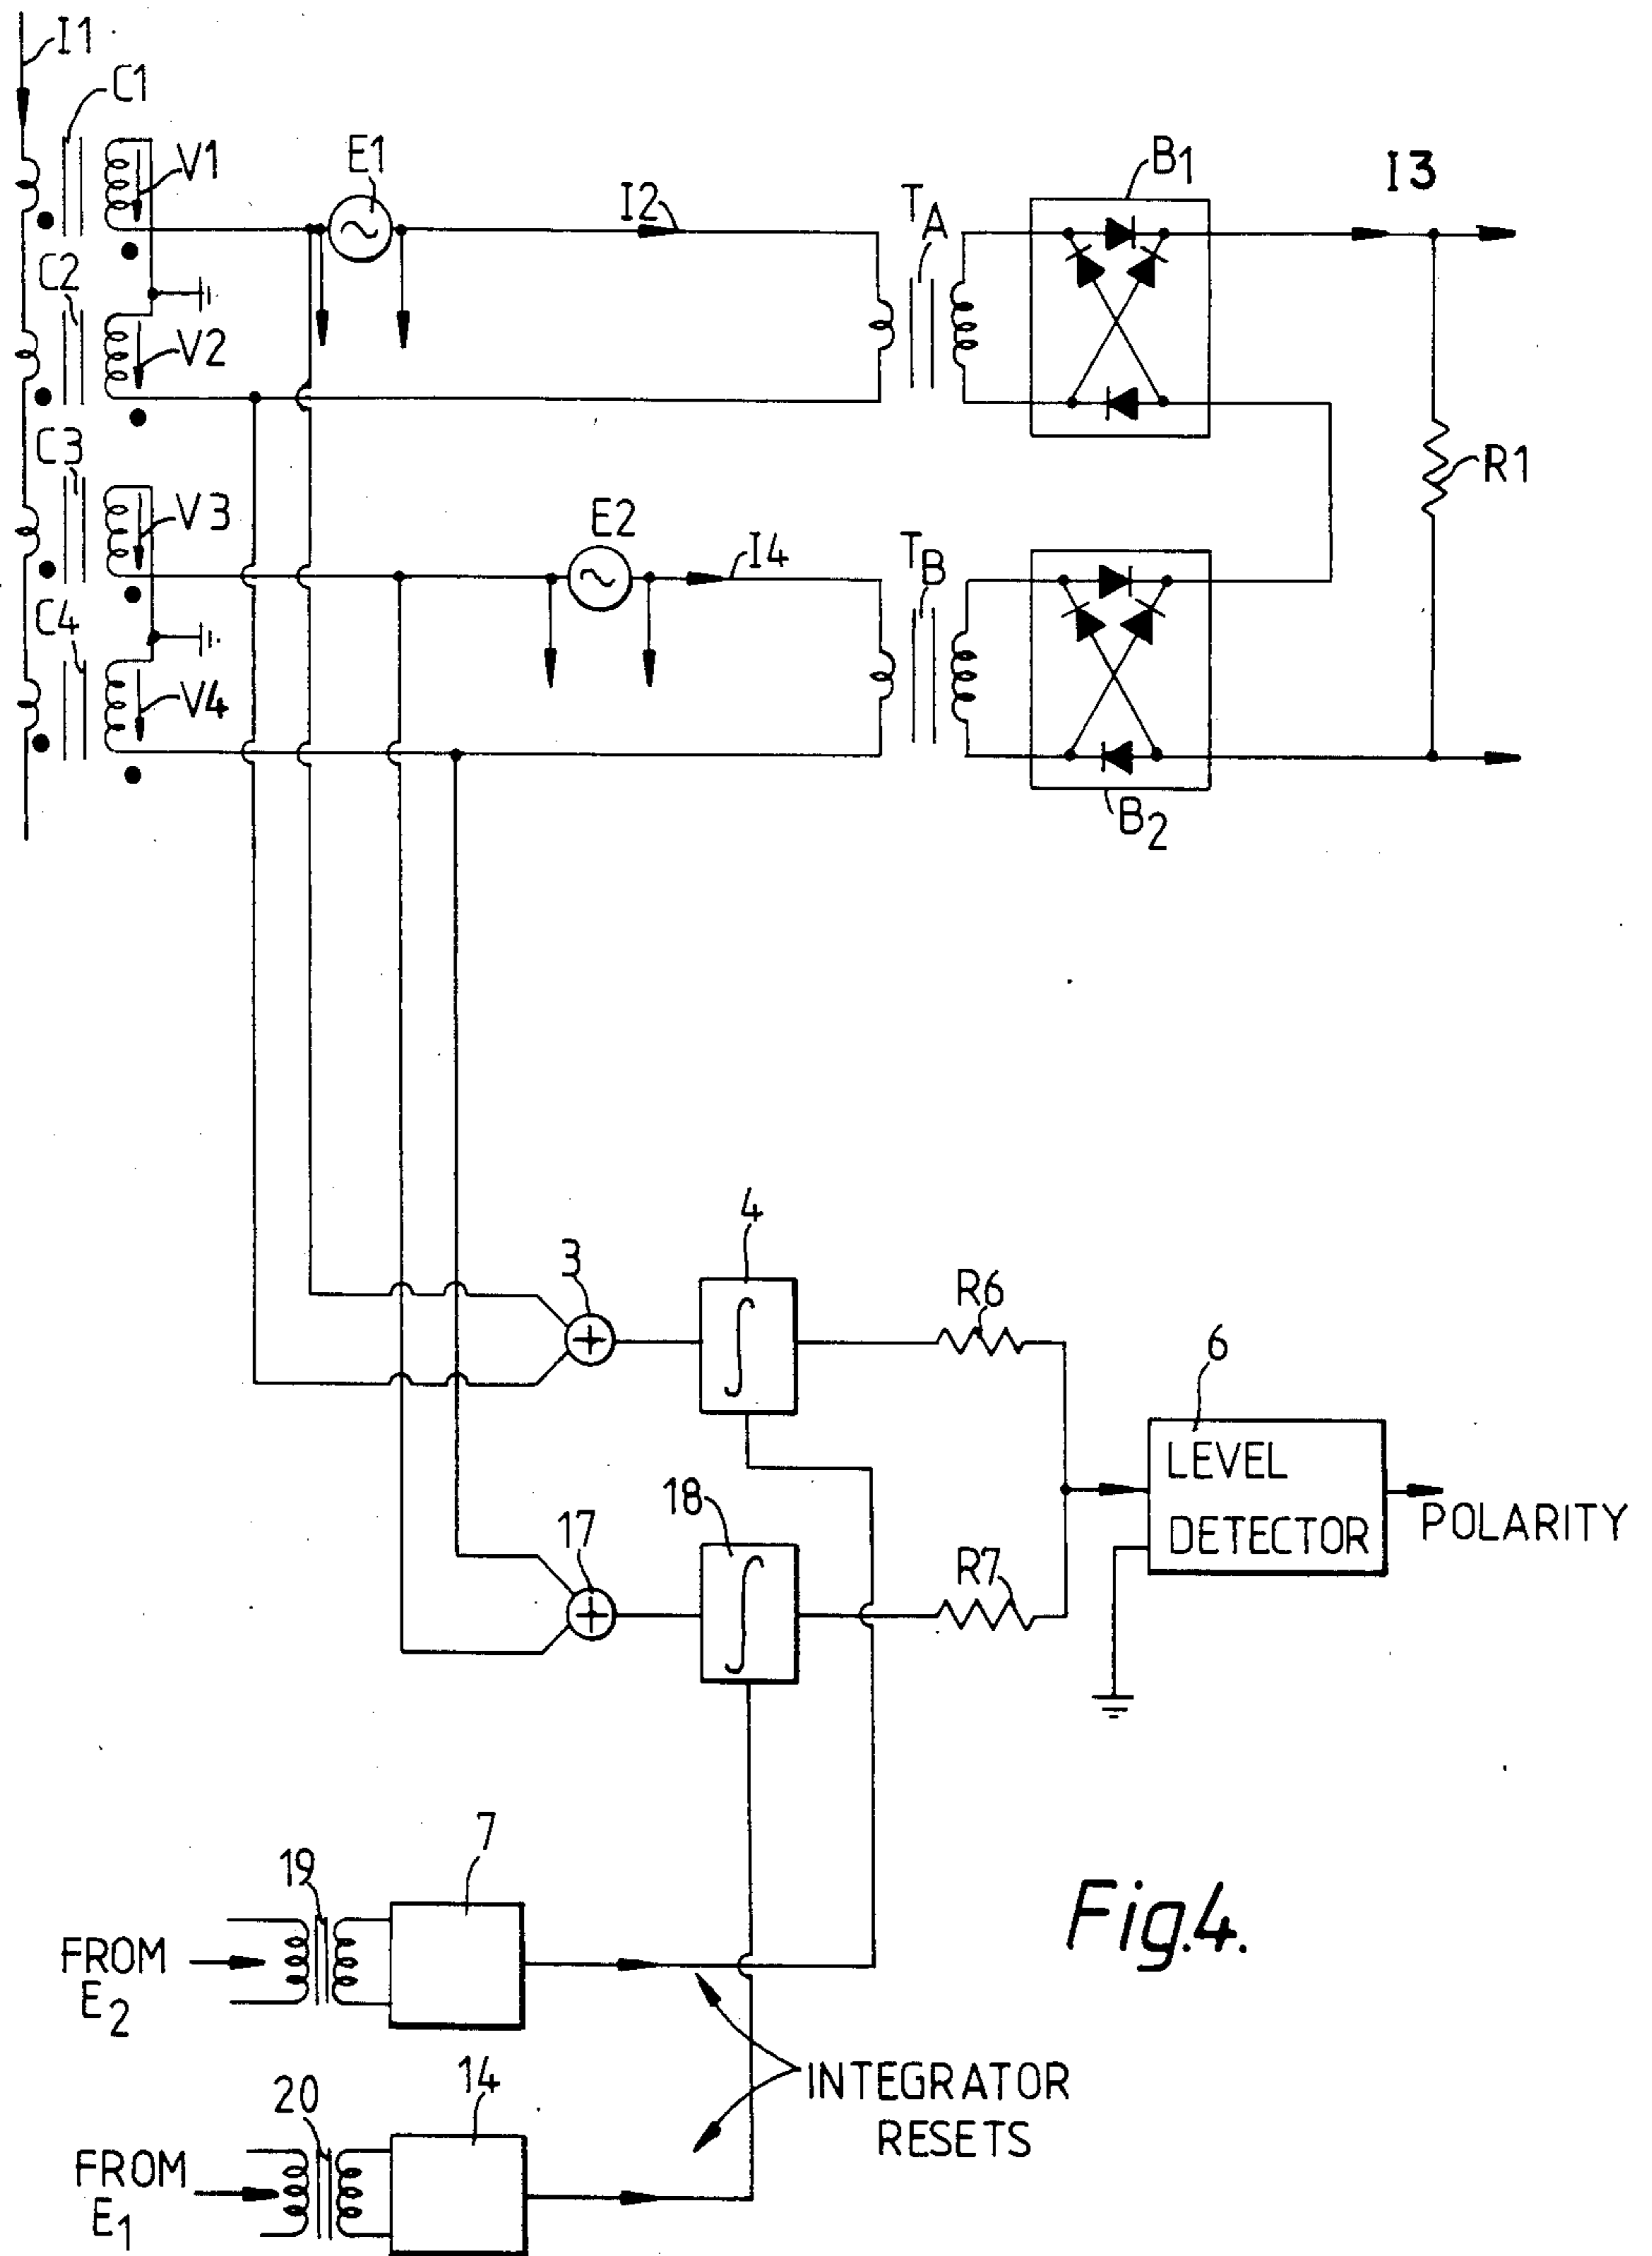 I1
C1
V1
E1
I2
TA
B1
I3
C2
V2
C3
V3
E2
I4
TB
R1
C4
V4
B2
4
3
R6
6
LEVEL
DETECTOR
POLARITY
18
17
R7
7
19
FROM
E2
Fig.4.
14
20
INTEGRATOR
RESETS
FROM
E1